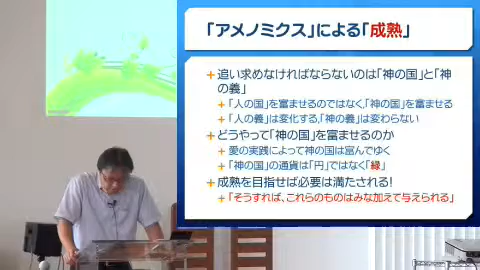 「アメノミクス」による「成熟」
追い求めなければならないのは「神の国」と「神
の義」
「人の国」を富ませるのではなく、「神の国」を富ませる
「人の義」は変化する、「神の義」は変わらない
どうやって「神の国」を富ませるのか
愛の実践によって神の国は富んでゆく
「神の国」の通貨は「円」ではなく「縁」
成熟を目指せば必要は満たされる!
「そうすれば、これらのものはみな加えて与えられる」